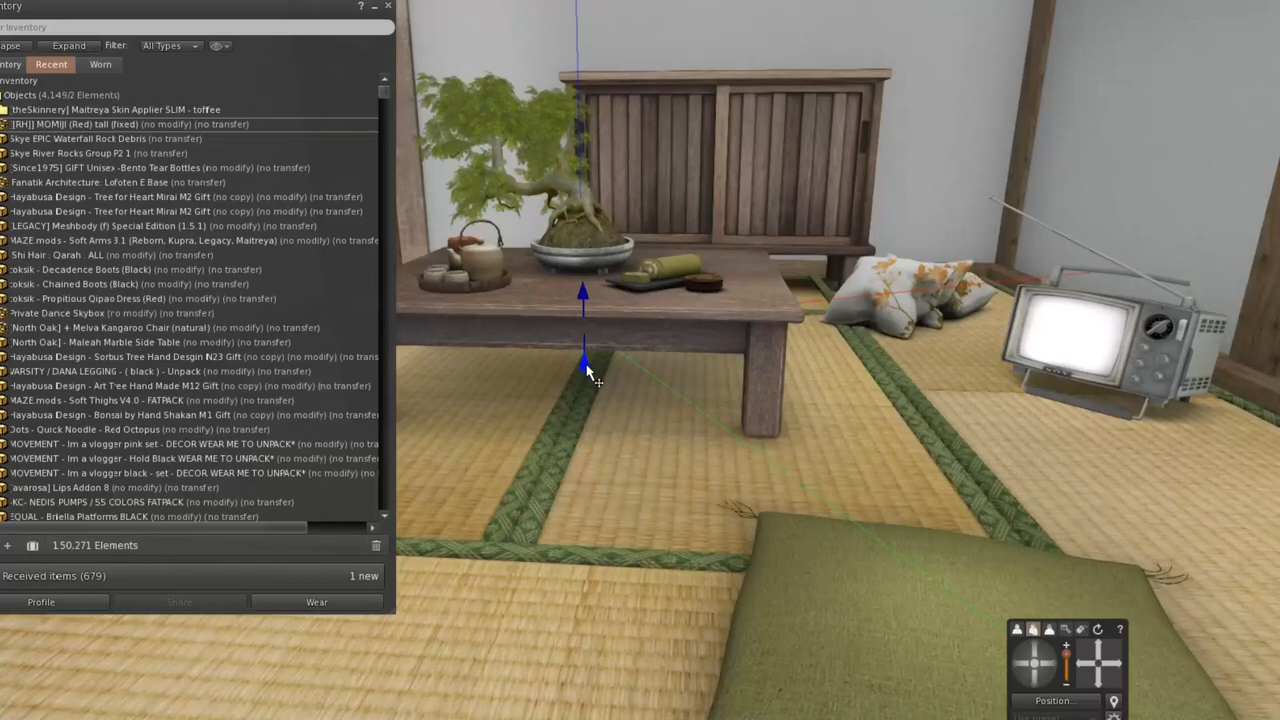 ntory
? _ ×
r Inventory
apse Expand Filter: All Types
ntory Recent Worn
nventory
Objects (4,149/2 Elements)
theSkinnery] Maitreya Skin Applier SLIM - toffee
[RH]] MOMIJI (Red) tall (fixed) (no modify) (no transfer)
Skye EPIC Waterfall Rock Debris (no transfer)
Skye River Rocks Group P2 1 (no transfer)
Since1975] GIFT Unisex -Bento Tear Bottles (no modify) (no transfer)
Fanatik Architecture: Lofoten E Base (no transfer)
Hayabusa Design - Tree for Heart Mirai M2 Gift (no copy) (no transfer)
Hayabusa Design - Tree for Heart Mirai M2 Gift (no copy) (no transfer)
LEGACY] Meshbody (f) Special Edition (1.5.1) (no modify) (no transfer)
MAZE.mods - Soft Arms 3.1 (Reborn, Kupra, Legacy, Maitreya) (no modify) (no transfe
Shi Hair : Qarah . ALL (no modify) (no transfer)
oksik - Decadence Boots (Black) (no modify) (no transfer)
oksik - Chained Boots (Black) (no modify) (no transfer)
oksik - Propitious Qipao Dress (Red) (no modify) (no transfer)
Private Dance Skybox (no modify) (no transfer)
North Oak] + Melva Kangaroo Chair (natural) (no modify) (no transfer)
North Oak] - Maleah Marble Side Table (no modify) (no transfer)
Hayabusa Design - Sorbus Tree Hand Desgin N23 Gift (no copy) (no modify) (no trans
VARSITY / DANA LEGGING - ( black ) - Unpack (no modify) (no transfer)
Hayabusa Design - Art Tree Hand Made M12 Gift (no copy) (no modify) (no transfer)
MAZE.mods - Soft Thighs V4.0 - FATPACK (no modify) (no transfer)
Hayabusa Design - Bonsai by Hand Shakan M1 Gift (no copy) (no modify) (no transfer)
Dots - Quick Noodle - Red Octopus (no modify) (no transfer)
MOVEMENT - Im a vlogger pink set - DECOR WEAR ME TO UNPACK* (no modify) (no tra
MOVEMENT - Im a vlogger - Hold Black WEAR ME TO UNPACK* (no modify) (no transfer)
MOVEMENT - Im a vlogger black - set - DECOR WEAR ME TO UNPACK* (no modify) (no trans
avarosa] Lips Addon 8 (no modify) (no transfer)
KC- NEDIS PUMPS / 55 COLORS FATPACK (no modify) (no transfer)
EQUAL - Briella Platforms BLACK (no modify) (no transfer)
+ 150,271 Elements
Received items (679) 1 new
Profile Share Wear
?
Position...